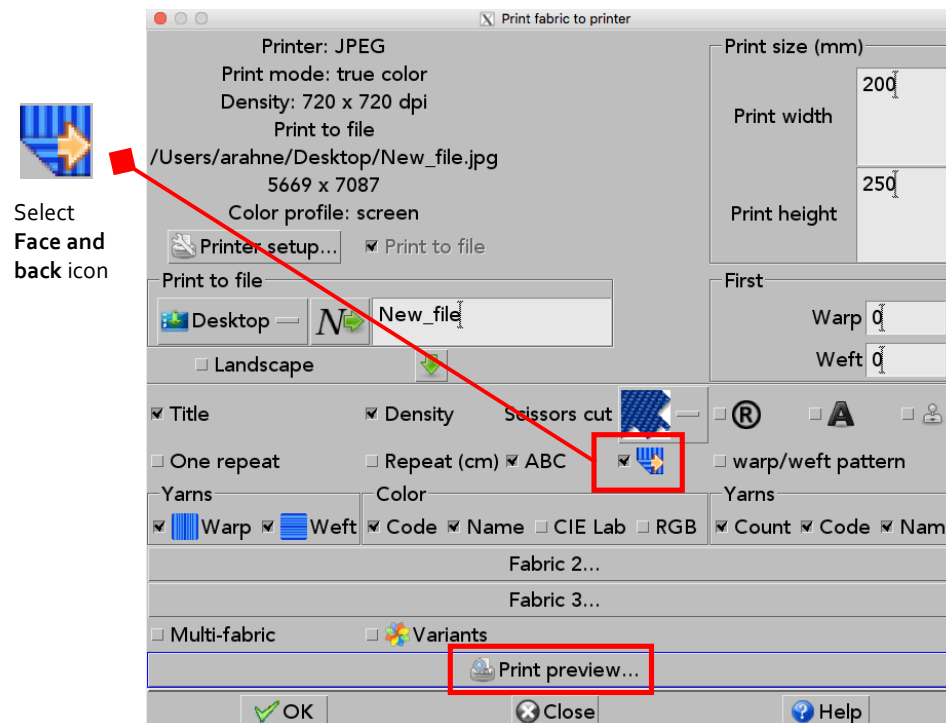 Print fabric to printer
Printer: JPEG
Print mode: true color
Density: 720 x 720 dpi
Print to file
/Users/arahne/Desktop/New_file.jpg
5669 x 7087
Color profile: screen
Printer setup... Print to file
Print size (mm)
Print width 200
Print height 250
Select
Face and
back icon
Print to file
Desktop N New_file
Landscape
First
Warp 0
Weft 0
Title Density Scissors cut ® A
One repeat Repeat (cm) ABC warp/weft pattern
Yarns Color Yarns
Warp Weft Code Name CIE Lab RGB Count Code Nam
Fabric 2...
Fabric 3...
Multi-fabric Variants
Print preview...
OK Close Help